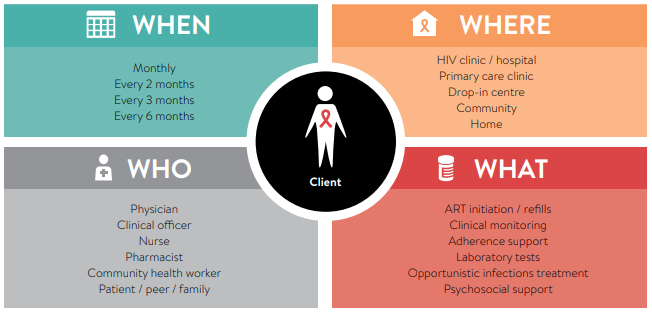 WHEN
Monthly
Every 2 months
Every 3 months
Every 6 months
WHERE
HIV clinic / hospital
Primary care clinic
Drop-in centre
Community
Home
Client
WHO
Physician
Clinical officer
Nurse
Pharmacist
Community health worker
Patient / peer / family
WHAT
ART initiation / refills
Clinical monitoring
Adherence support
Laboratory tests
Opportunistic infections treatment
Psychosocial support